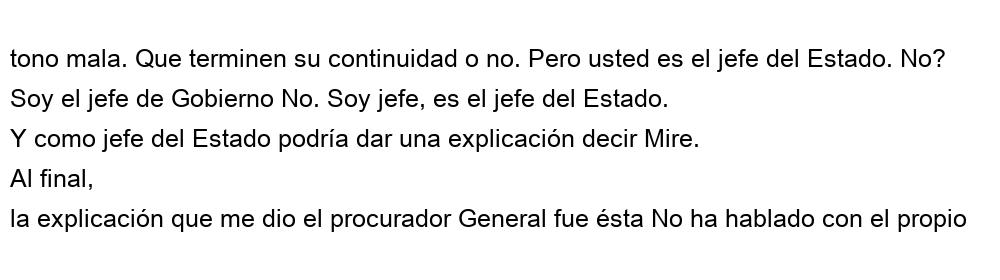 tono mala. Que terminen su continuidad o no. Pero usted es el jefe del Estado. No?
Soy el jefe de Gobierno No. Soy jefe, es el jefe del Estado.
Y como jefe del Estado podría dar una explicación decir Mire.
Al final,
la explicación que me dio el procurador General fue ésta No ha hablado con el propio